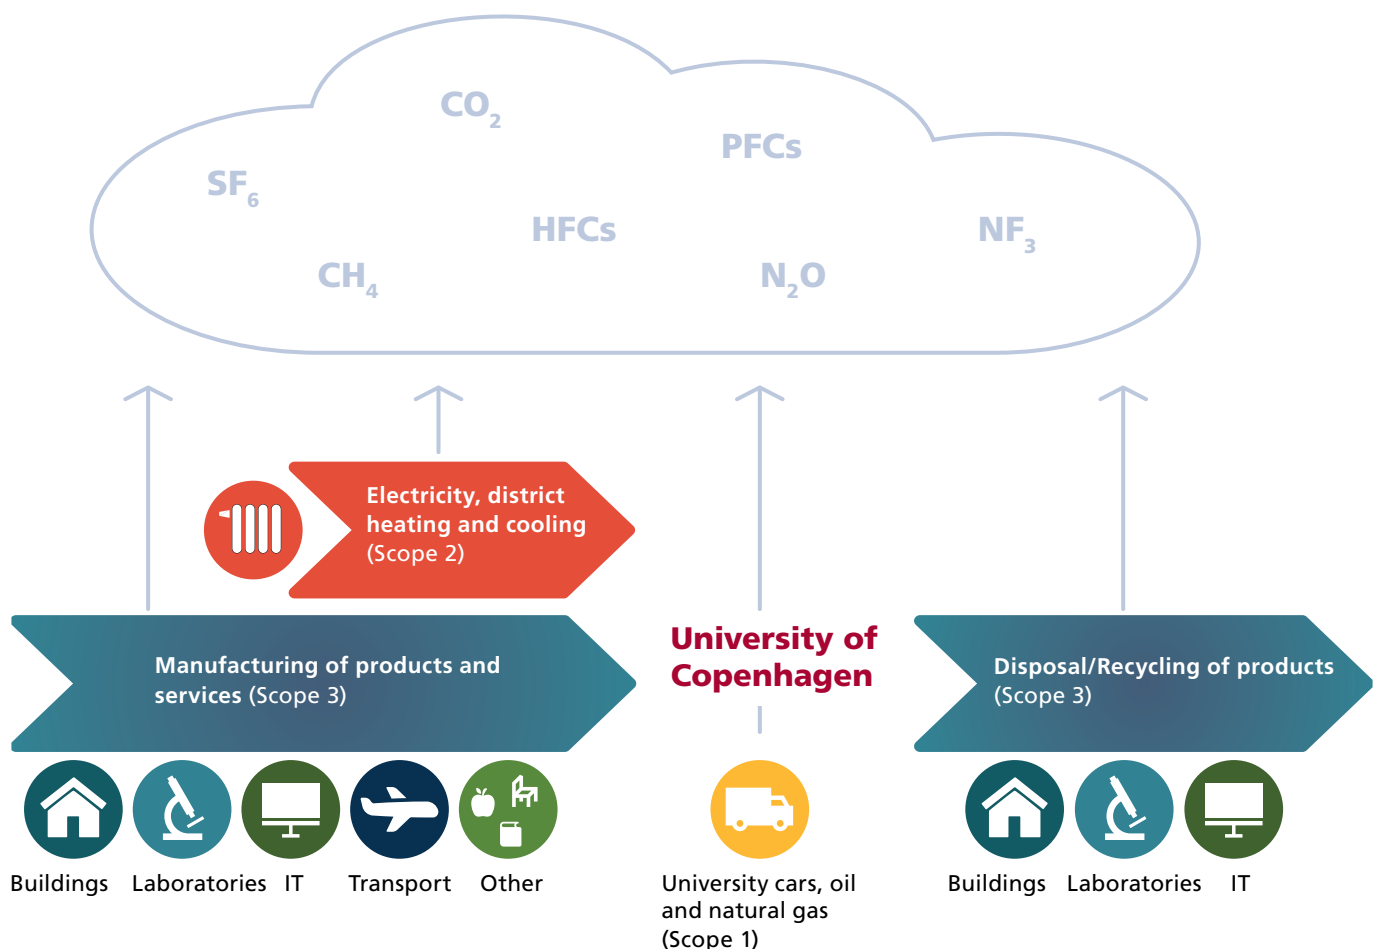 CO₂
PFCs
SF₆
HFCs
NF₃
CH₄
N₂O
Electricity, district
heating and cooling
(Scope 2)
Manufacturing of products and
services (Scope 3)
University of
Copenhagen
Disposal/Recycling of products
(Scope 3)
Buildings
Laboratories
IT
Transport
Other
University cars, oil
and natural gas
(Scope 1)
Buildings
Laboratories
IT